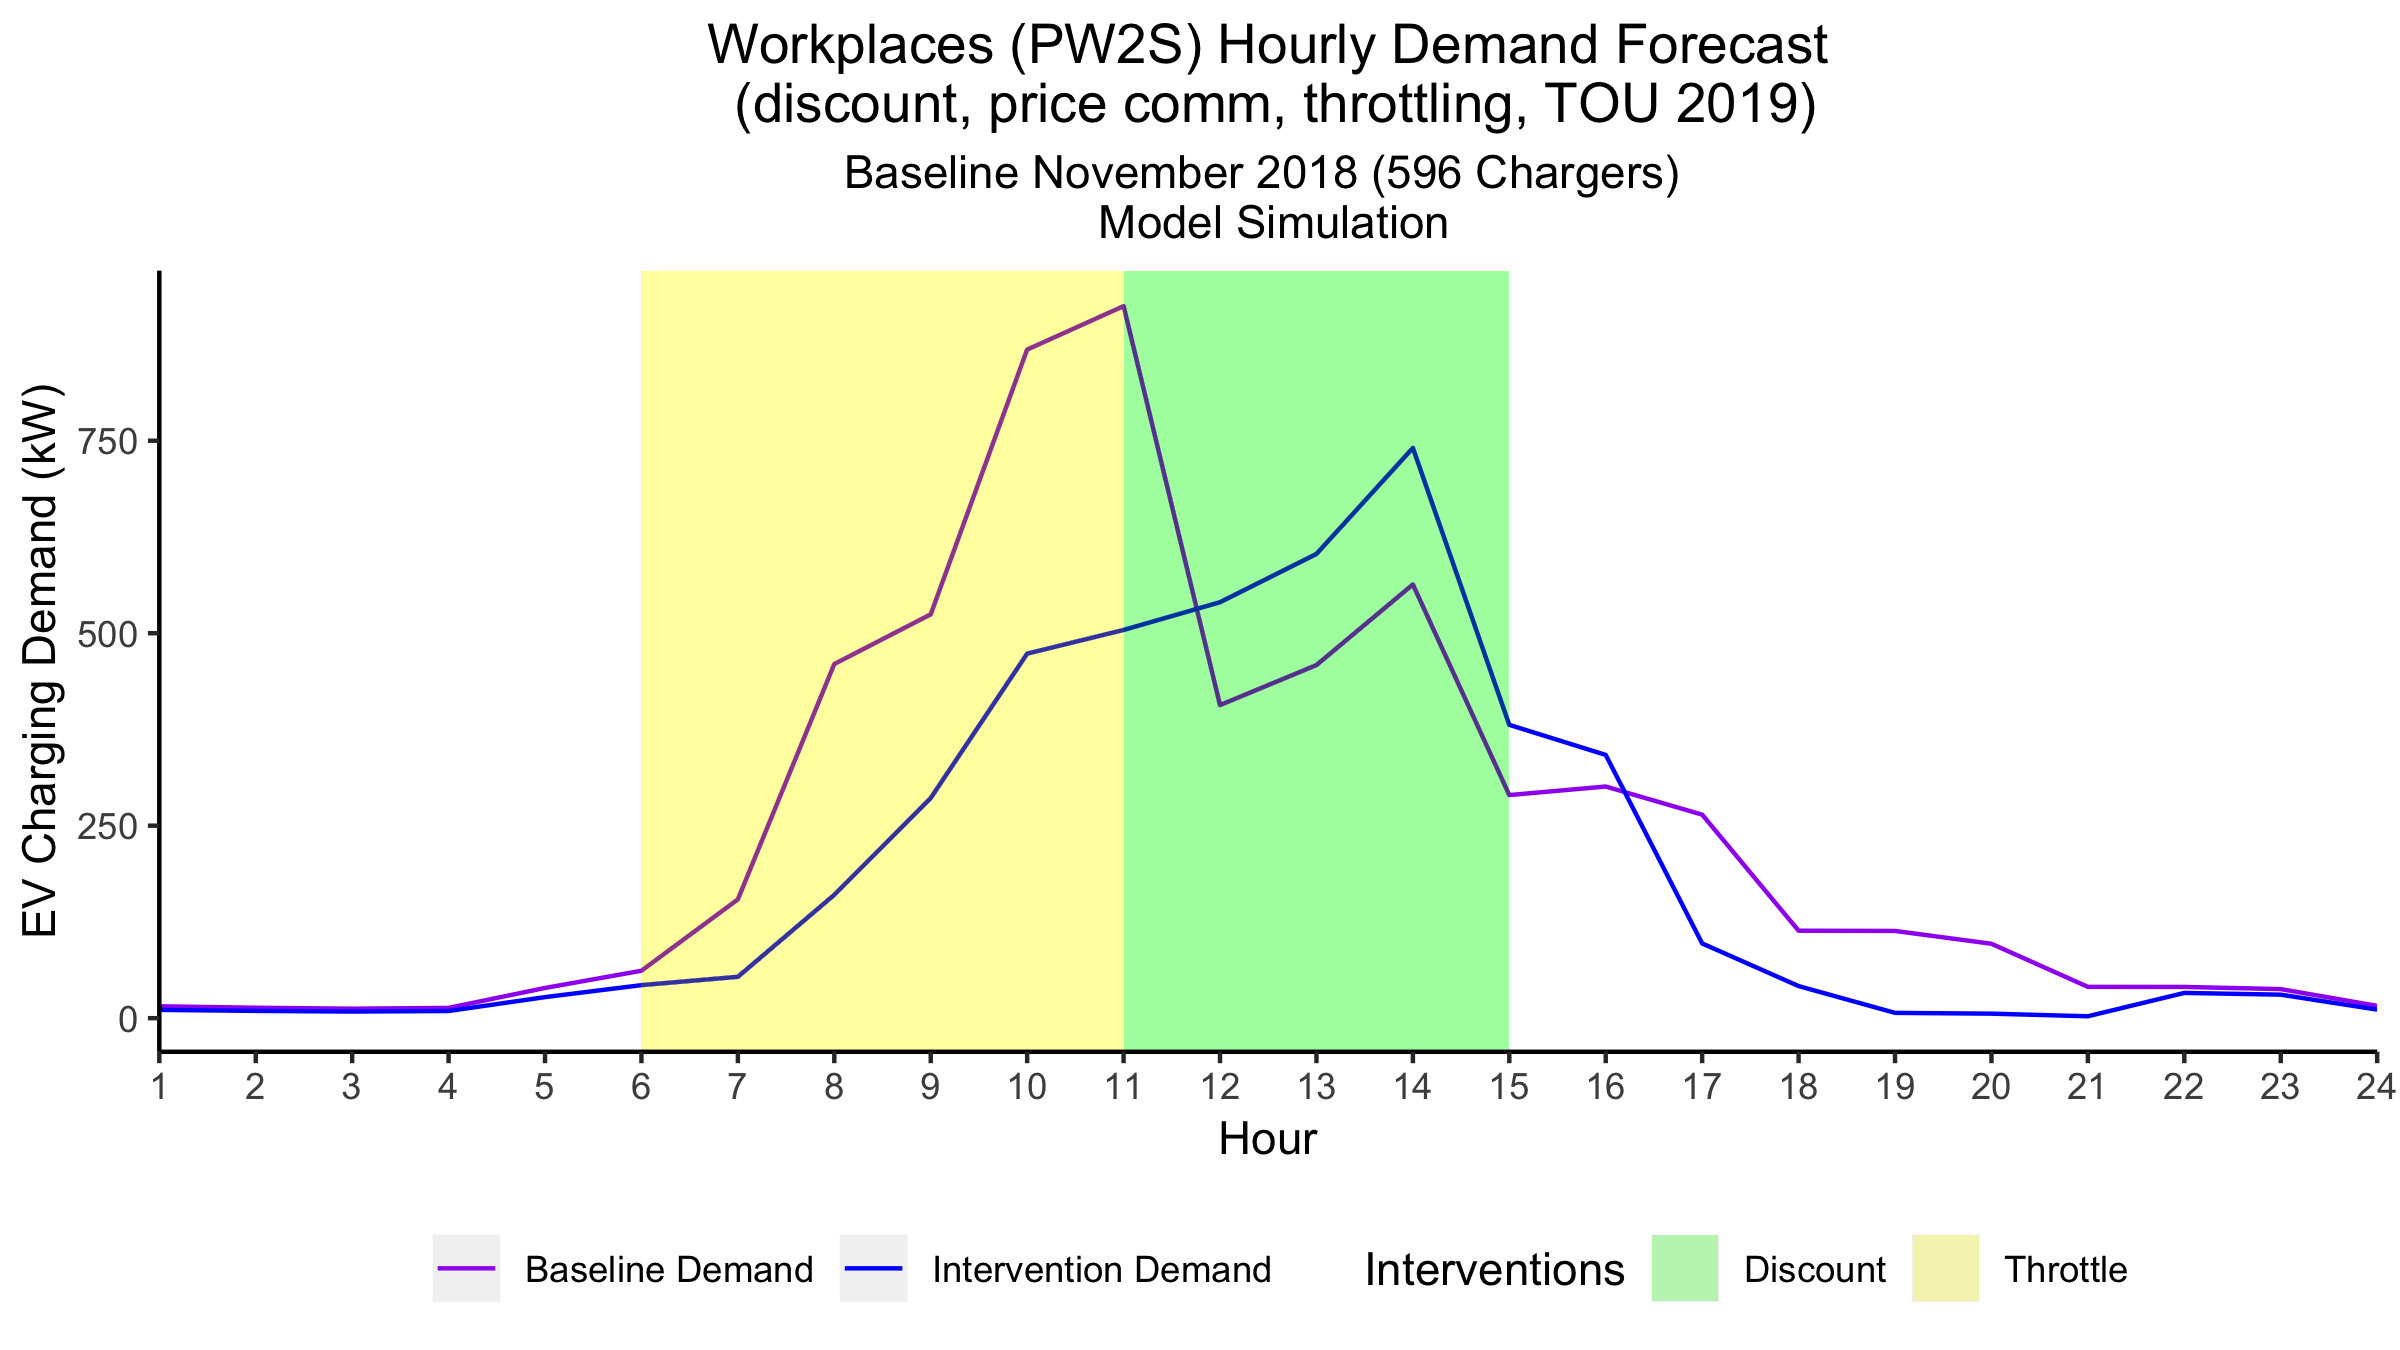 Workplaces (PW2S) Hourly Demand Forecast
(discount, price comm, throttling, TOU 2019)
Baseline November 2018 (596 Chargers)
Model Simulation
EV Charging Demand (kW)
750
500
250
0
1 2 3 4 5 6 7 8 9 10 11 12 13 14 15 16 17 18 19 20 21 22 23 24
Hour
Baseline Demand Intervention Demand Interventions Discount Throttle